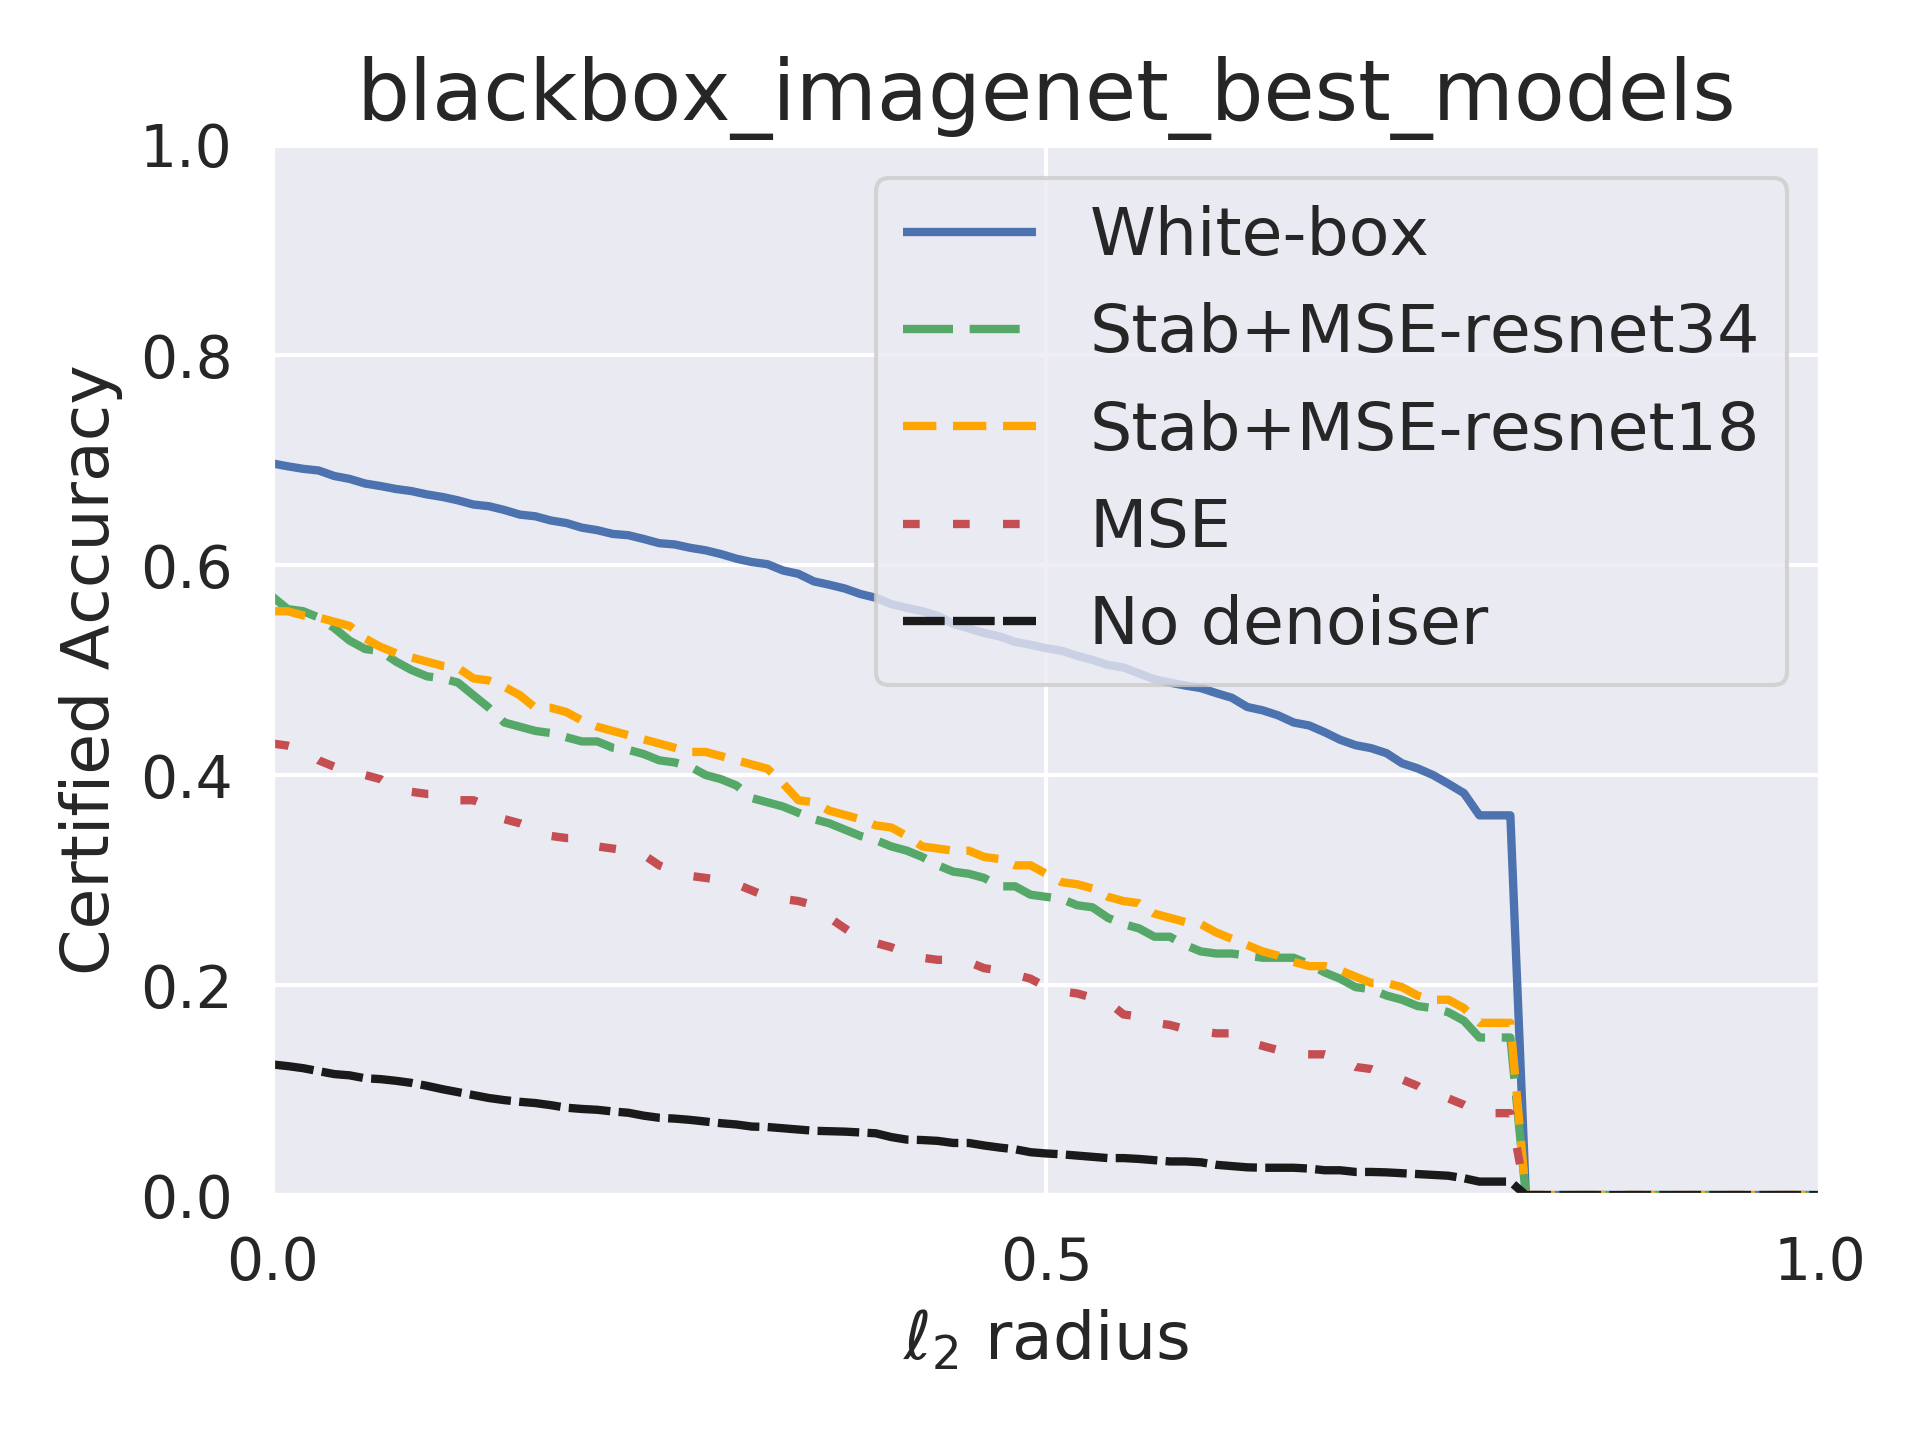 blackbox_imagenet_best_models
1.0
0.8
0.6
0.4
0.2
0.0
Certified Accuracy
White-box
Stab+MSE-resnet34
Stab+MSE-resnet18
MSE
No denoiser
0.0 0.5 1.0
ℓ₂ radius